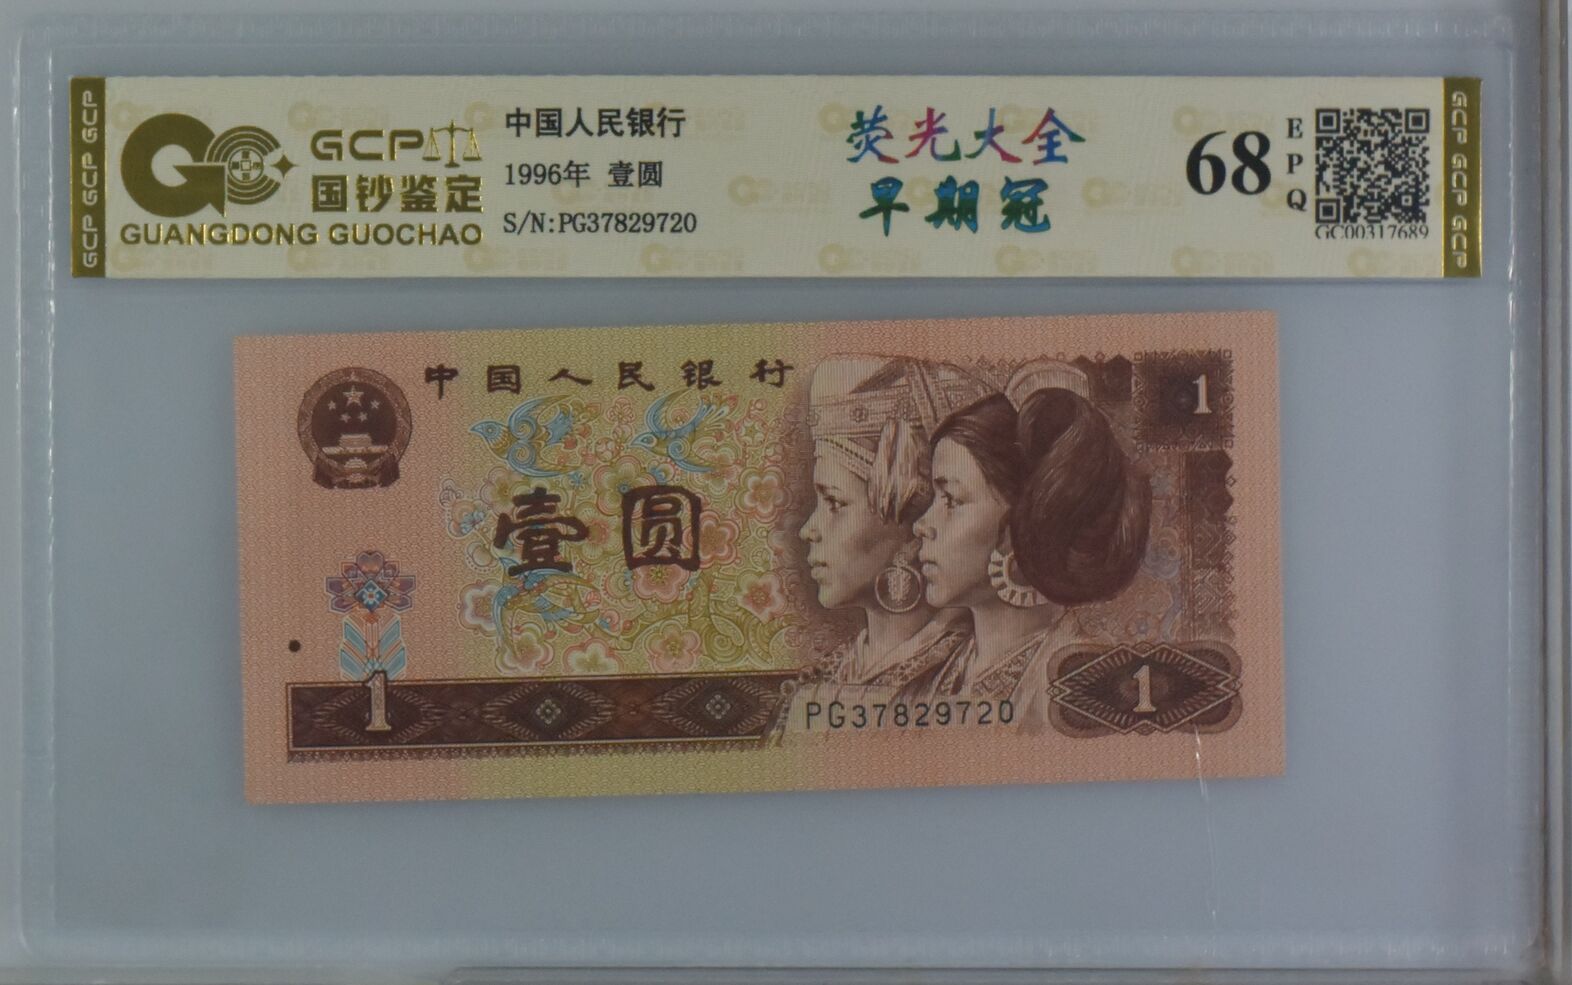 GCP GCP GCP
GCP
国钞鉴定
GUANGDONG GUOCHAO
中国人民银行
1996年 壹圆
S/N:PG37829720
荧光大全
早期冠
68
EPQ
GC00317689
GCP GCP GCP
中国人民银行
1
壹圆
1
PG37829720
1